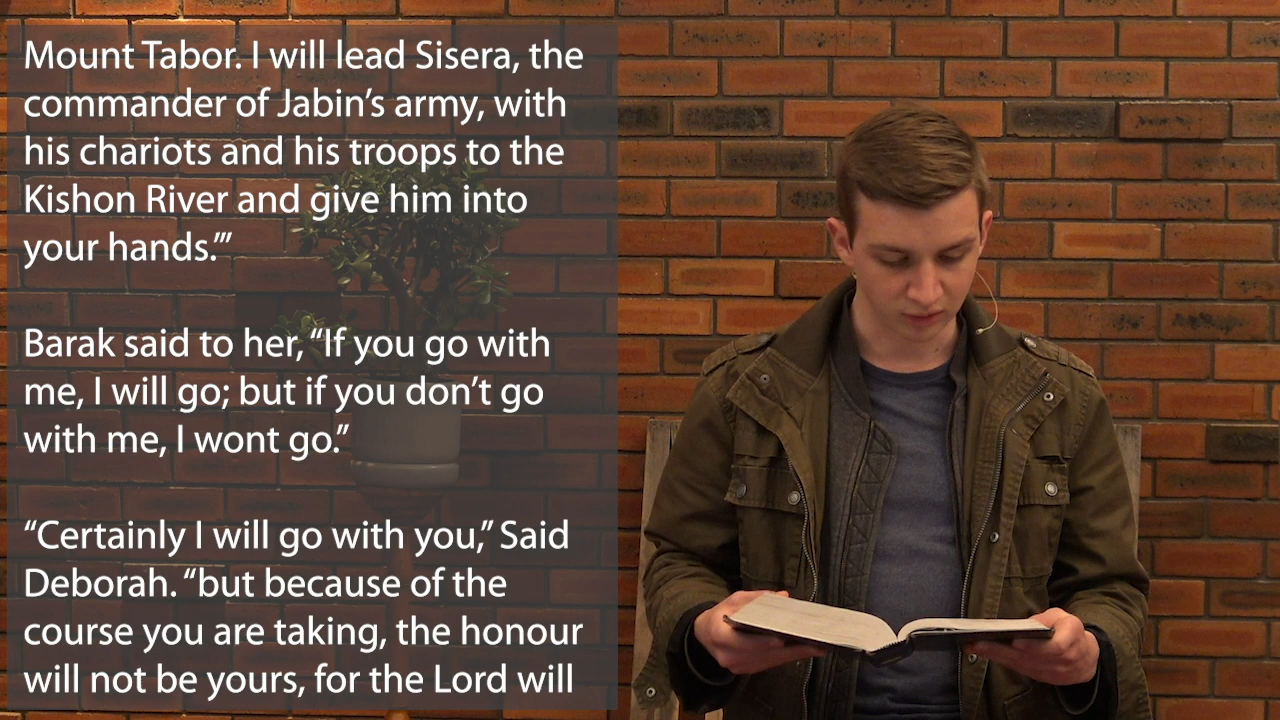 Mount Tabor. I will lead Sisera, the
commander of Jabin’s army, with
his chariots and his troops to the
Kishon River and give him into
your hands.’”
Barak said to her, “If you go with
me, I will go; but if you don’t go
with me, I wont go.”
“Certainly I will go with you,” Said
Deborah. “but because of the
course you are taking, the honour
will not be yours, for the Lord will